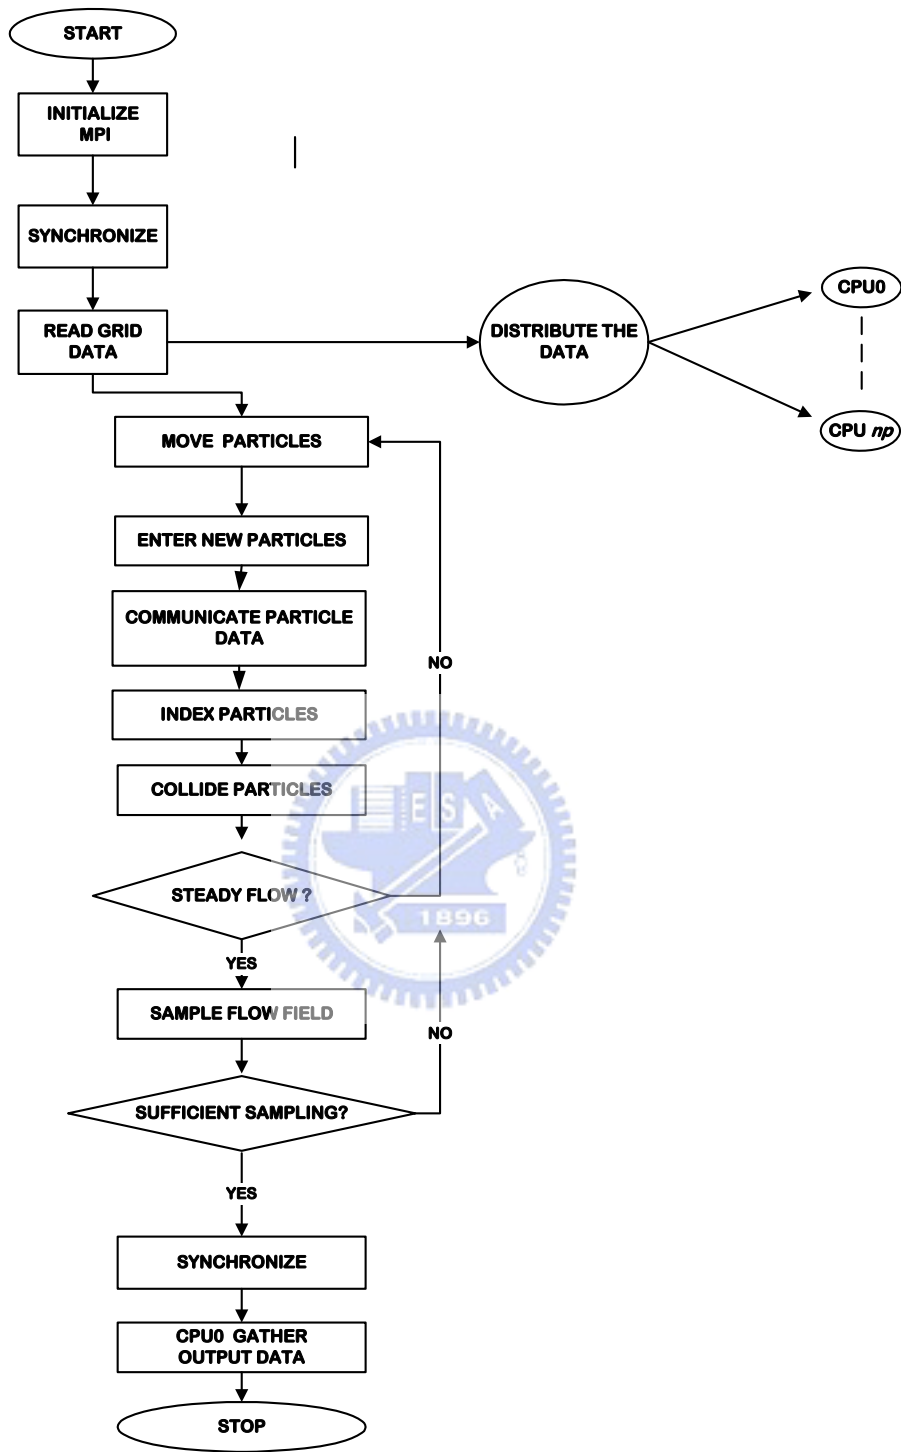 START
INITIALIZE
MPI
SYNCHRONIZE
READ GRID
DATA
DISTRIBUTE THE
DATA
CPU0
CPU np
MOVE PARTICLES
ENTER NEW PARTICLES
COMMUNICATE PARTICLE
DATA
NO
INDEX PARTICLES
COLLIDE PARTICLES
E S A
STEADY FLOW ?
1896
YES
SAMPLE FLOW FIELD
NO
SUFFICIENT SAMPLING?
YES
SYNCHRONIZE
CPU0 GATHER
OUTPUT DATA
STOP